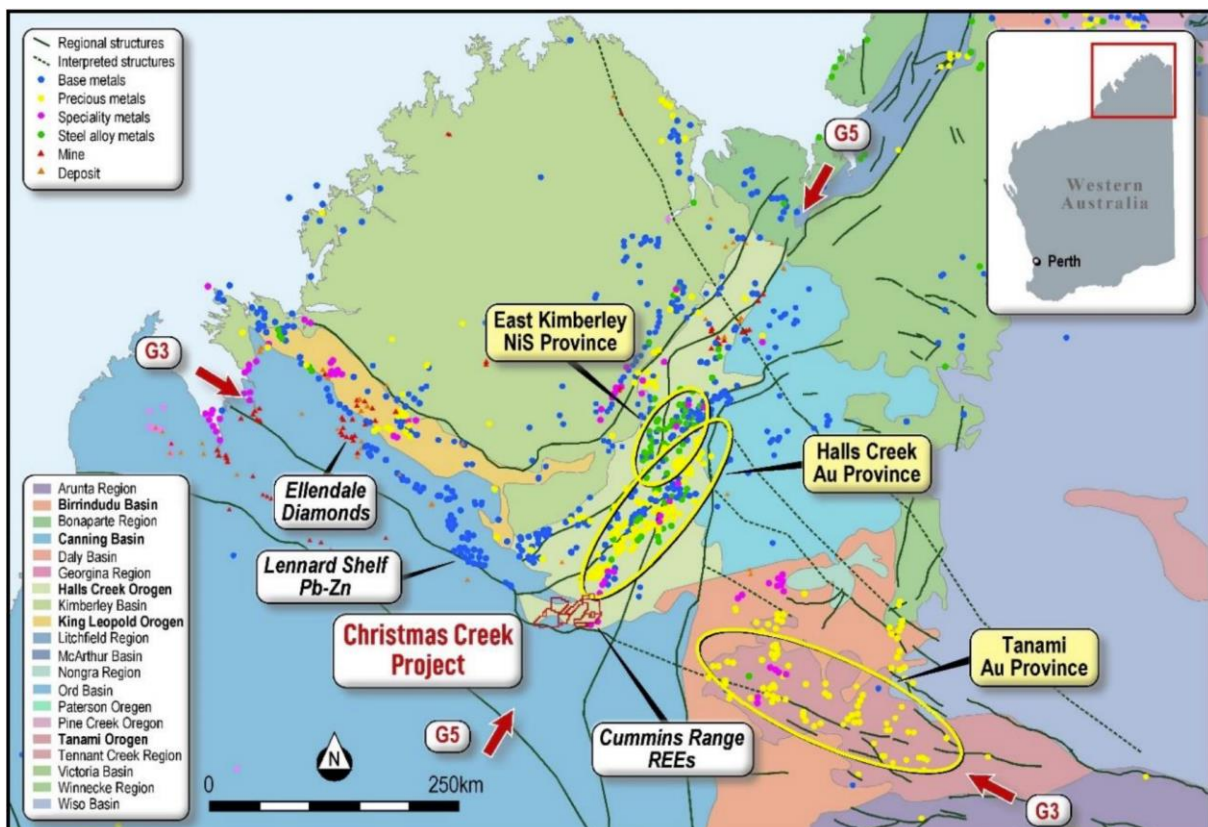 Regional structures
Interpreted structures
Base metals
Precious metals
Speciality metals
Steel alloy metals
Mine
Deposit
G5
Western
Australia
Perth
East Kimberley
NiS Province
G3
Halls Creek
Au Province
Ellendale
Diamonds
Lennard Shelf
Pb-Zn
Christmas Creek
Project
Tanami
Au Province
G5
Cummins Range
REEs
G3
Arunta Region
Birrindudu Basin
Bonaparte Region
Canning Basin
Daly Basin
Georgina Region
Halls Creek Orogen
Kimberley Basin
King Leopold Orogen
Litchfield Region
McArthur Basin
Nongra Region
Ord Basin
Paterson Oregen
Pine Creek Oregon
Tanami Orogen
Tennant Creek Region
Victoria Basin
Winnecke Region
Wiso Basin
N
0 250km